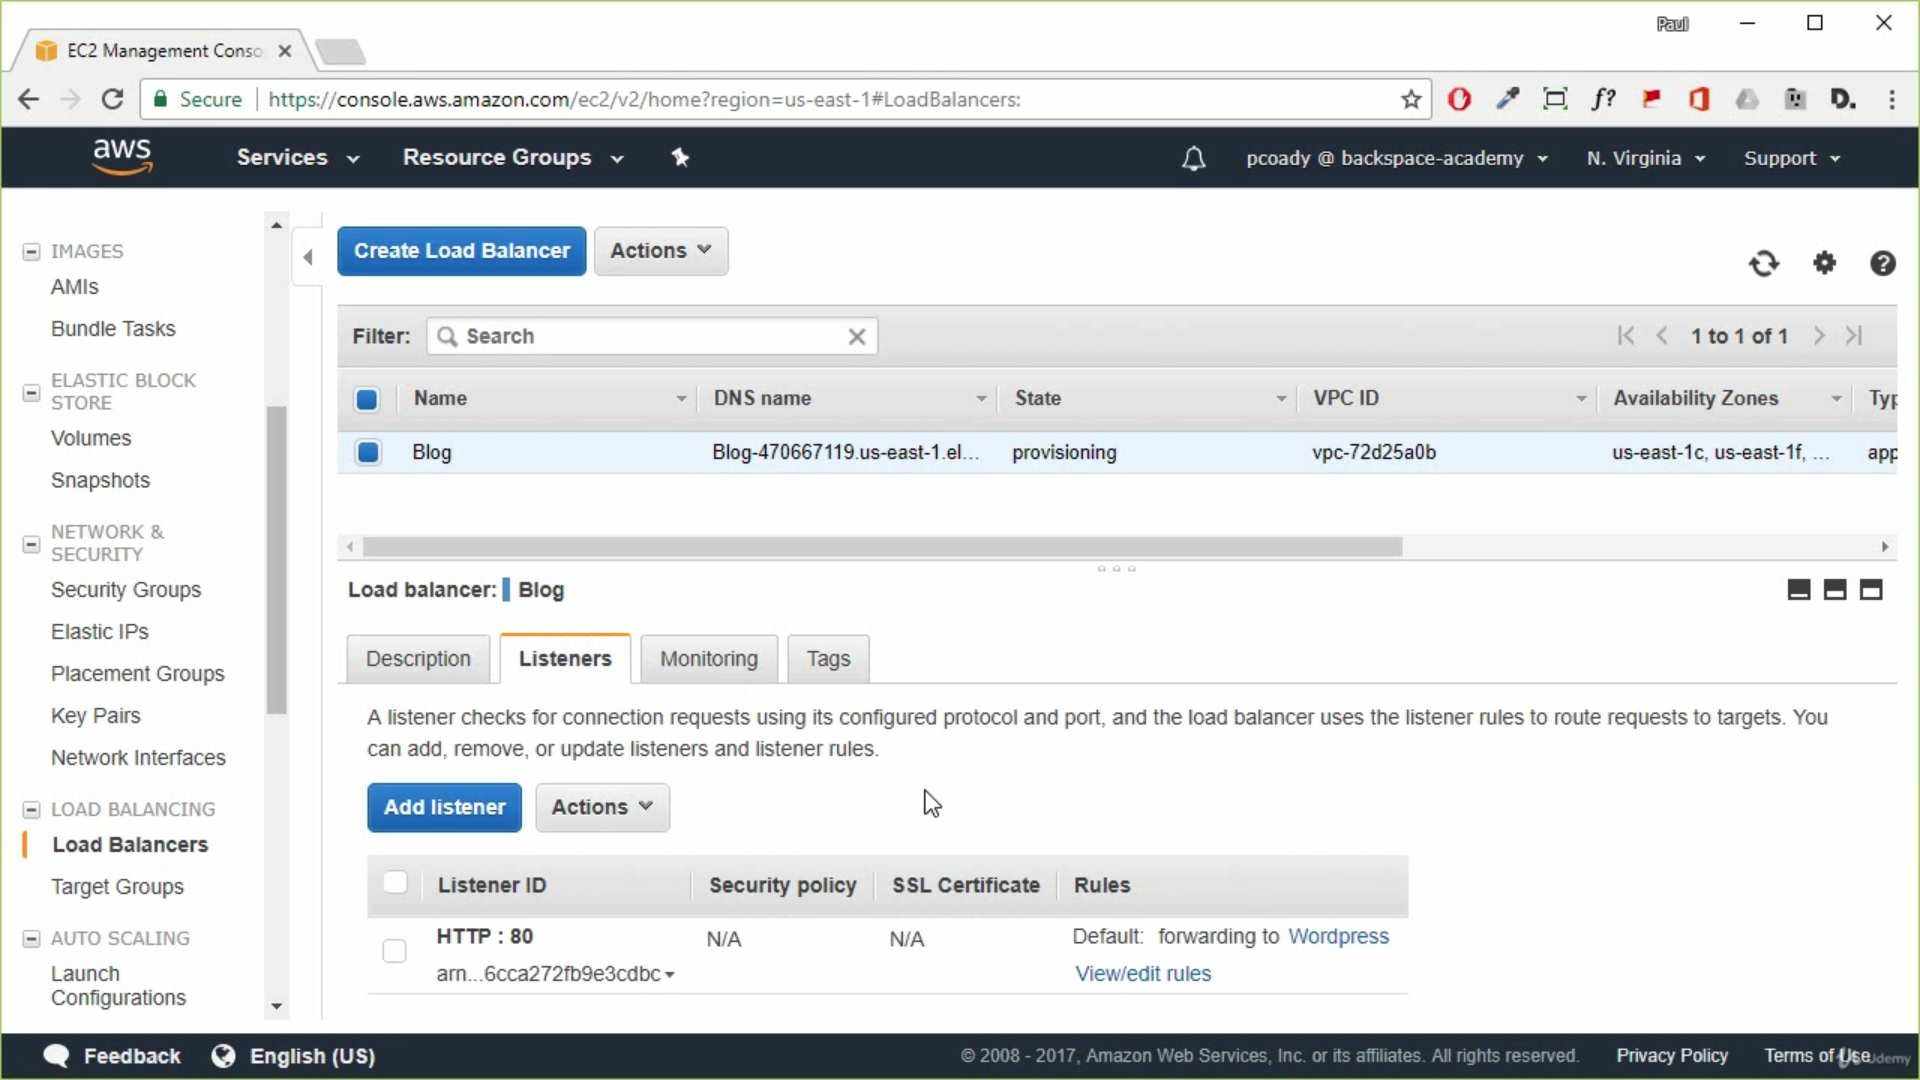 Paul
EC2 Management Conso
Secure https://console.aws.amazon.com/ec2/v2/home?region=us-east-1#LoadBalancers:
f?
D.
aws Services Resource Groups pcoady @ backspace-academy N. Virginia Support
IMAGES
AMIs
Bundle Tasks
ELASTIC BLOCK
STORE
Volumes
Snapshots
NETWORK &
SECURITY
Security Groups
Elastic IPs
Placement Groups
Key Pairs
Network Interfaces
LOAD BALANCING
Load Balancers
Target Groups
AUTO SCALING
Launch
Configurations
Create Load Balancer Actions
Filter: Search 1 to 1 of 1
Name DNS name State VPC ID Availability Zones Typ
Blog Blog-470667119.us-east-1.el... provisioning vpc-72d25a0b us-east-1c, us-east-1f, ... app
Load balancer: Blog
Description Listeners Monitoring Tags
A listener checks for connection requests using its configured protocol and port, and the load balancer uses the listener rules to route requests to targets. You
can add, remove, or update listeners and listener rules.
Add listener Actions
Listener ID Security policy SSL Certificate Rules
HTTP : 80 N/A N/A Default: forwarding to Wordpress
arn...6cca272fb9e3cdbc View/edit rules
Feedback English (US) © 2008 - 2017, Amazon Web Services, Inc. or its affiliates. All rights reserved. Privacy Policy Terms of Use
Udemy